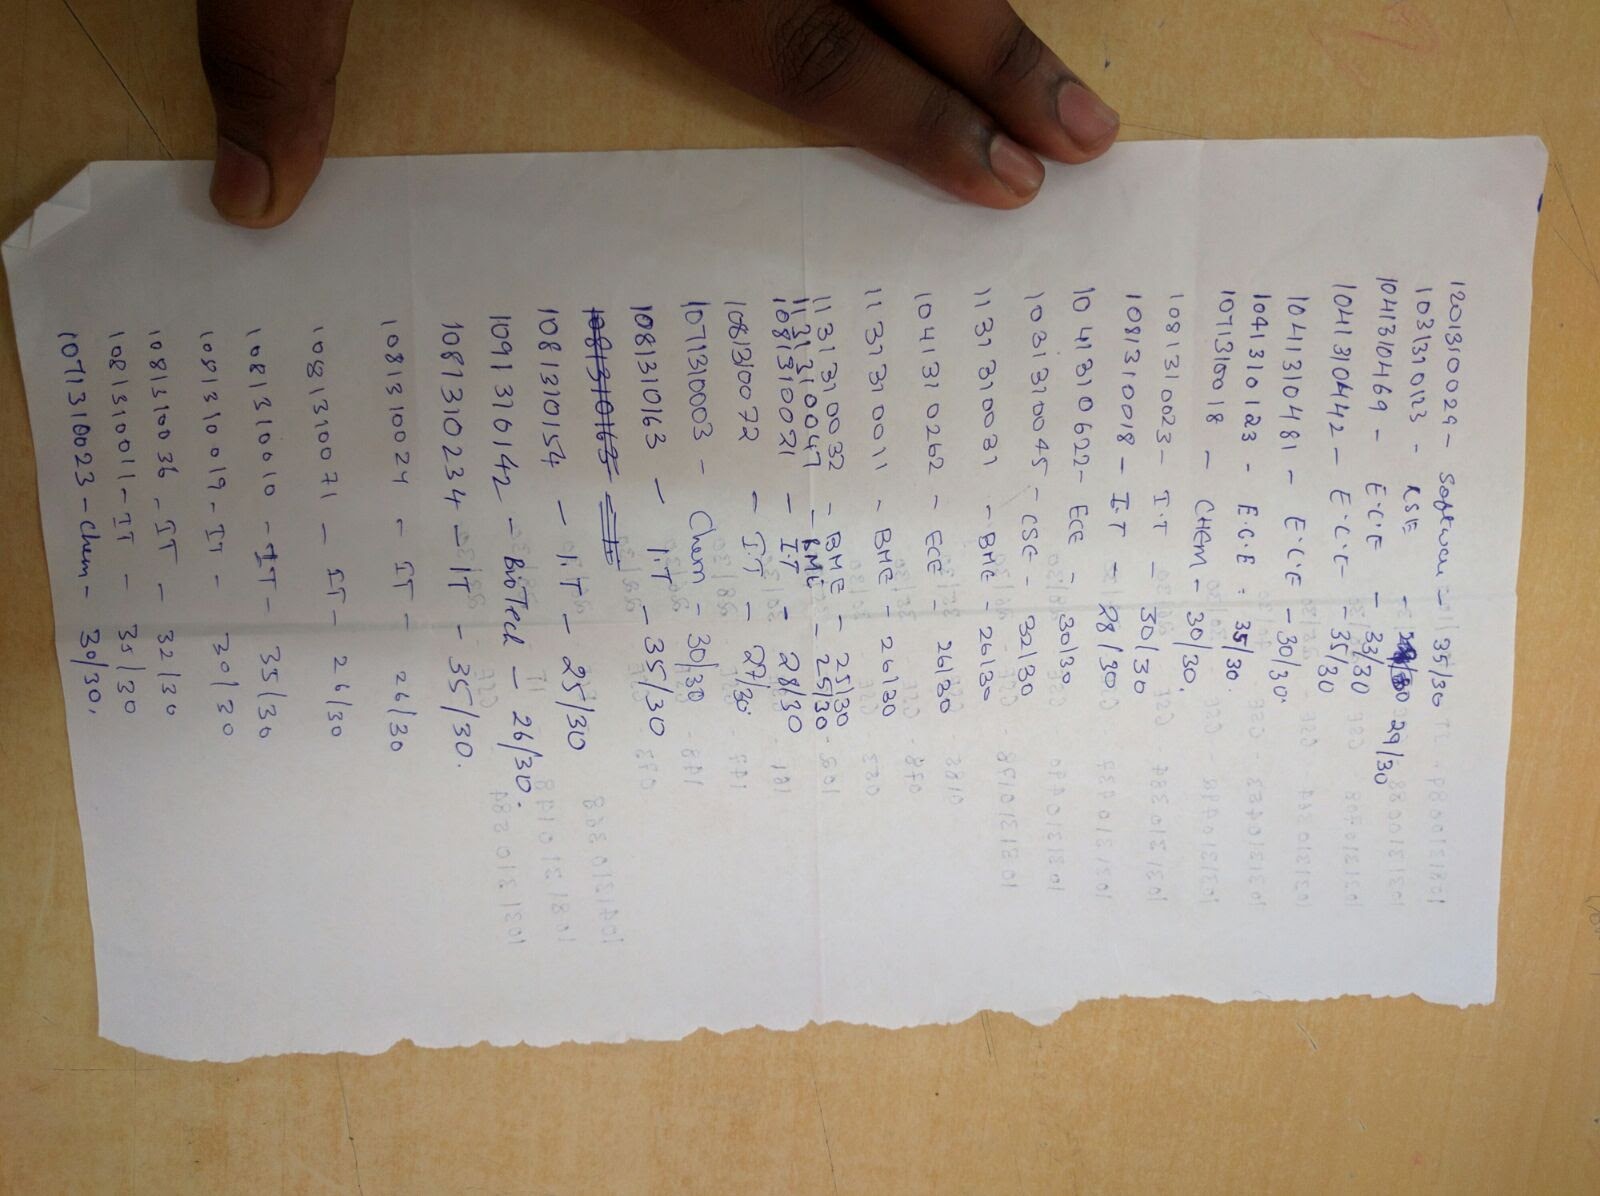 1201310029 - Software - 35/30
1031310123 - CSE - 29/30
1041310469 - E.C.E - 33/30
1041310442 - E.C.E - 35/30
1041310481 - E.C.E - 30/30.
1041310123 - E.C.E - 35/30.
1071310018 - CHEM - 30/30.
1081310023 - I.T - 30/30
1081310018 - I.T - 28/30
1041310622 - ECE - 30/30
1031310045 - CSE - 32/30
1131310031 - BME - 26/30
1041310262 - ECE - 26/30
1131310011 - BME - 26/30
1131310032 - BME - 25/30
1131310047 - BME - 25/30
1081310021 - I.T - 28/30
1081310072 - I.T - 27/30
1071310003 - Chem - 30/30
1081310163 - I.T - 35/30
1081310163
1081310154 - I.T - 25/30
1091310142 - BioTech - 26/30.
1081310234 - IT - 35/30.
1081310024 - IT - 26/30
1081310071 - IT - 26/30
1081310010 - IT - 35/30
1081310019 - IT - 30/30
1081310036 - IT - 32/30
1081310011 - IT - 35/30
1071310023 - Chem - 30/30.